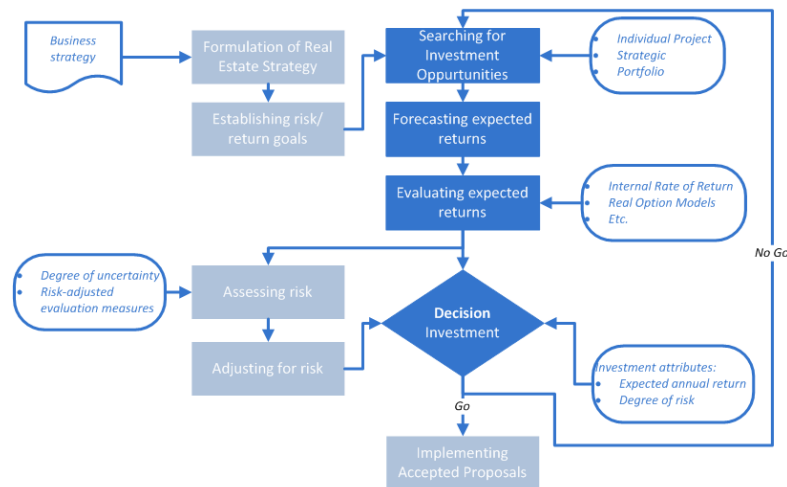 Business
strategy
Formulation of Real
Estate Strategy
Searching for
Investment
Oppurtunities
Individual Project
Strategic
Portfolio
Establishing risk/
return goals
Forecasting expected
returns
Evaluating expected
returns
Internal Rate of Return
Real Option Models
Etc.
No Go
Degree of uncertainty
Risk-adjusted
evaluation measures
Assessing risk
Decision
Investment
Adjusting for risk
Investment attributes:
Expected annual return
Degree of risk
Go
Implementing
Accepted Proposals